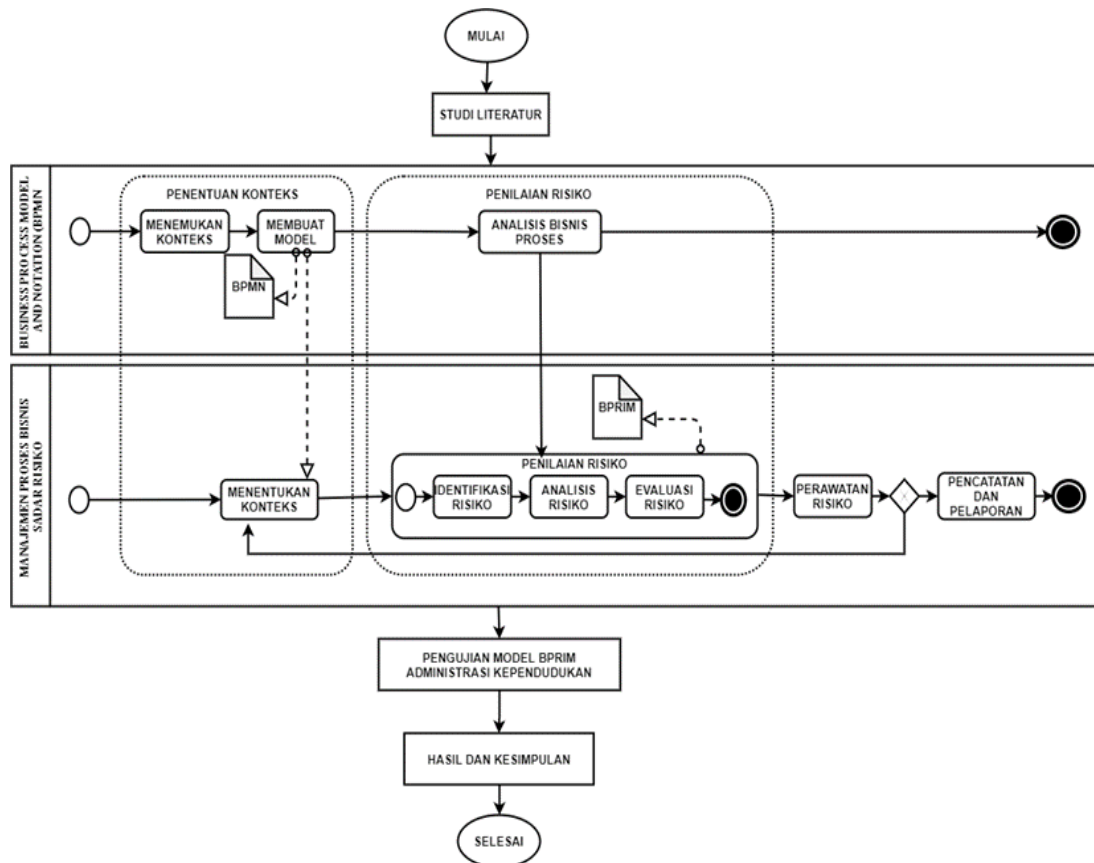 MULAI
STUDI LITERATUR
BUSINESS PROCESS MODEL
AND NOTATION (BPMN
PENENTUAN KONTEKS
PENILAIAN RISIKO
MENEMUKAN
KONTEKS
MEMBUAT
MODEL
ANALISIS BISNIS
PROSES
BPMN
MANAJEMEN PROSES BISNIS
SADAR RISIKO
BPRIM
PENILAIAN RISIKO
MENENTUKAN
KONTEKS
IDENTIFIKASI
RISIKO
ANALISIS
RISIKO
EVALUASI
RISIKO
PERAWATAN
RISIKO
PENCATATAN
DAN
PELAPORAN
PENGUJIAN MODEL BPRIM
ADMINISTRASI KEPENDUDUKAN
HASIL DAN KESIMPULAN
SELESAI